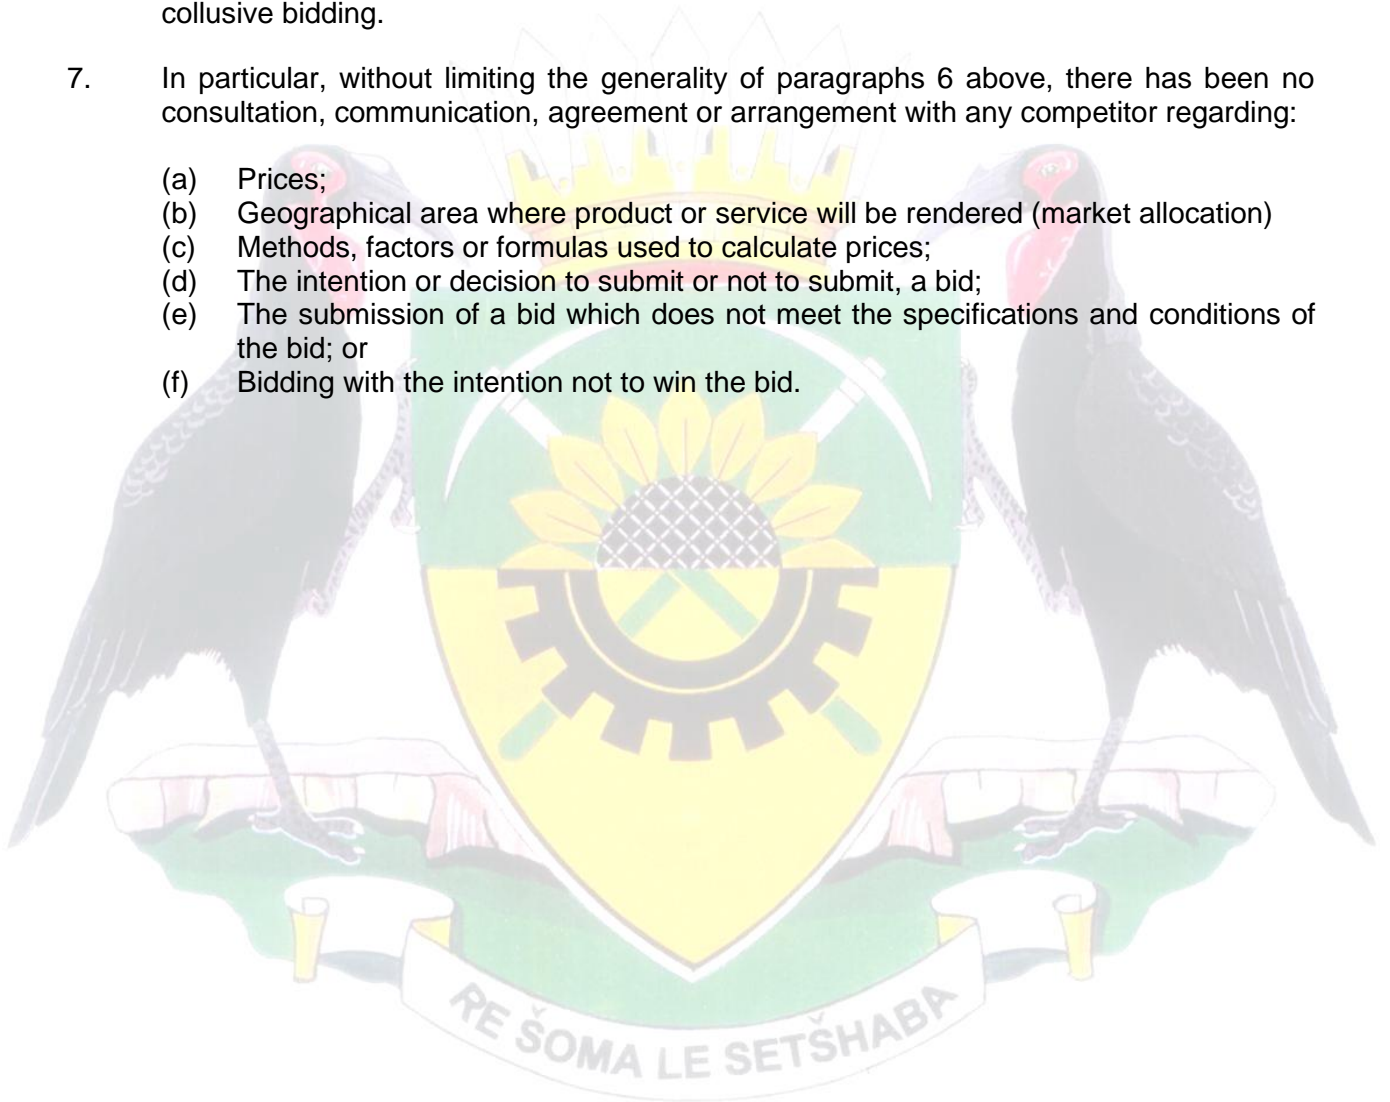 collusive bidding.
7. In particular, without limiting the generality of paragraphs 6 above, there has been no
consultation, communication, agreement or arrangement with any competitor regarding:
(a) Prices;
(b) Geographical area where product or service will be rendered (market allocation)
(c) Methods, factors or formulas used to calculate prices;
(d) The intention or decision to submit or not to submit, a bid;
(e) The submission of a bid which does not meet the specifications and conditions of
the bid; or
(f) Bidding with the intention not to win the bid.
RE ŠOMA LE SETŠHABA